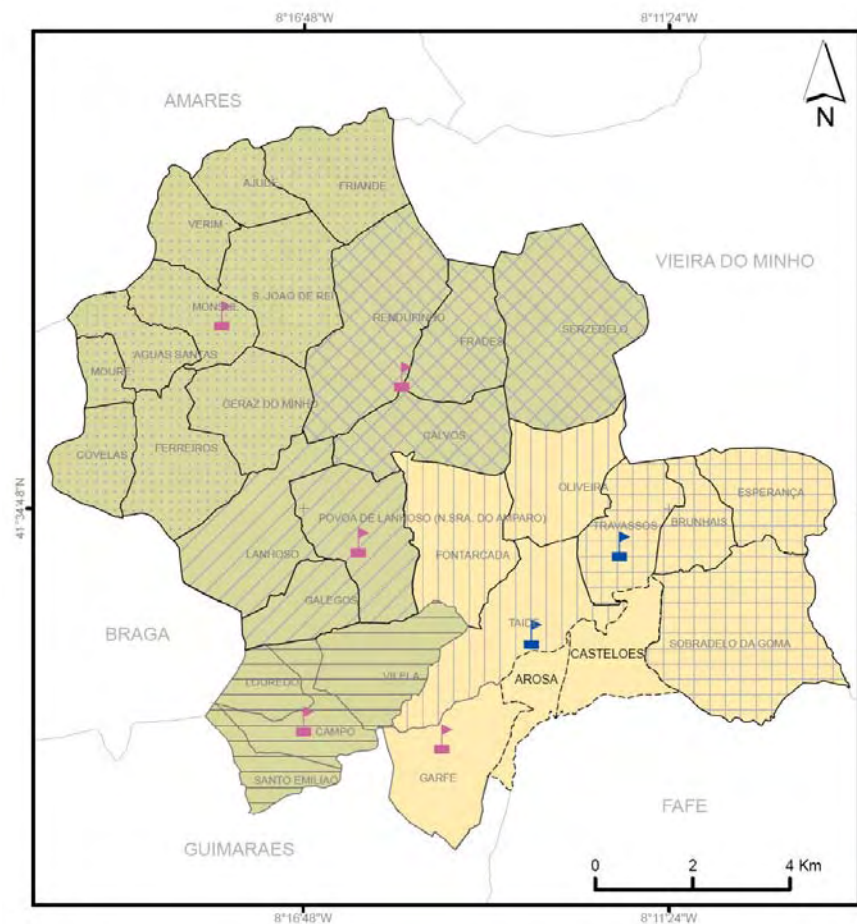 8°16'48"W
8°11'24"W
AMARES
N
AJUDE
FRIANDE
VERIM
VIEIRA DO MINHO
S. JOAO DE REI
MONSUL
RENDUFINHO
SERZEDELO
FRADES
AGUAS SANTAS
MOURE
GERAZ DO MINHO
CALVOS
FERREIROS
COVELAS
OLIVEIRA
ESPERANÇA
41°34'48"N
POVOA DE LANHOSO (N.SRA. DO AMPARO)
TRAVASSOS
BRUNHAIS
LANHOSO
FONTARCADA
GALEGOS
TAIDE
BRAGA
SOBRADELO DA GOMA
CASTELOES
VILELA
AROSA
LOUREDO
CAMPO
GARFE
SANTO EMILIAO
FAFE
GUIMARAES
0 2 4 Km
8°16'48"W
8°11'24"W